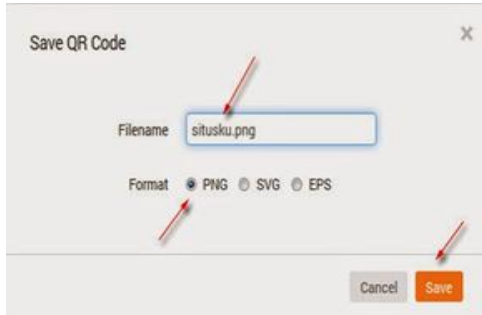 Save QR Code
Filename situsku.png
Format PNG SVG EPS
Cancel Save